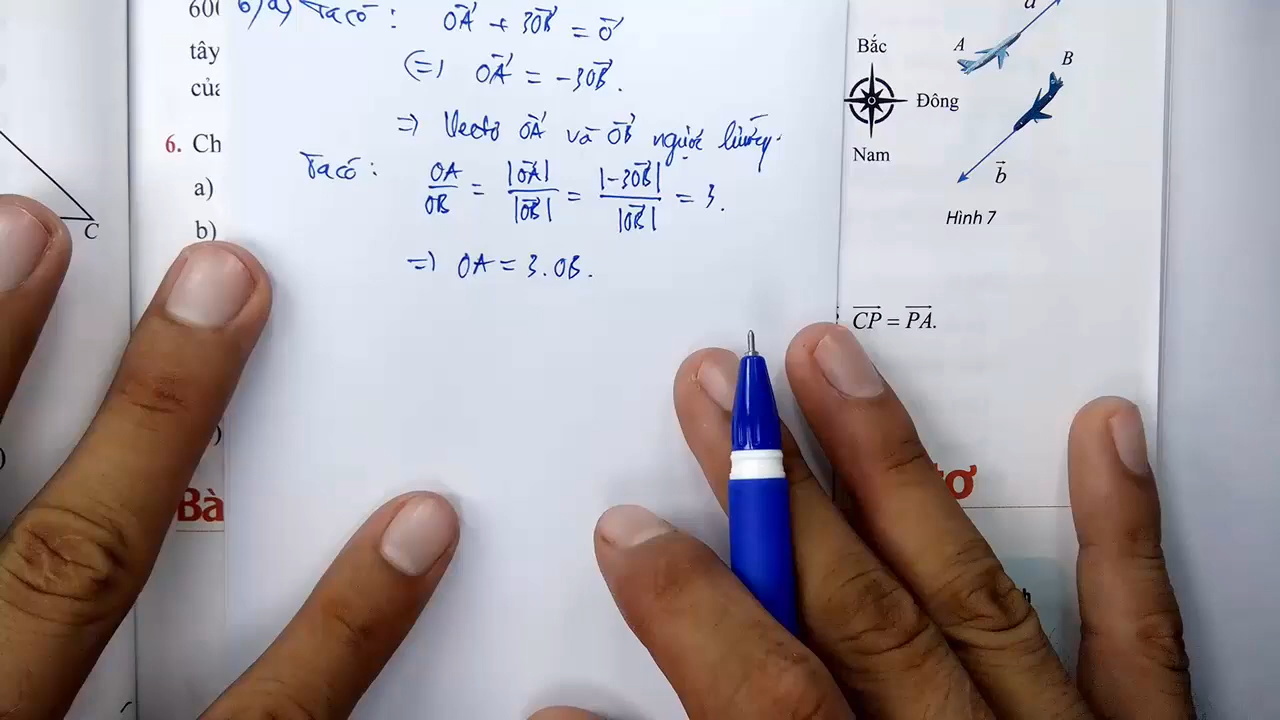 600
tây
của
6. Ch
a)
b)
C
6) a) Ta có : OA + 3OB = 0
(=) OA = -3OB.
=) Vectơ OA và OB ngược hướng.
Ta có : OA/OB = |OA|/|OB| = |-3OB|/|OB| = 3.
=) OA = 3.OB.
a
A
Bắc
B
Đông
Nam
b
Hình 7
CP = PA.
Bà
tơ